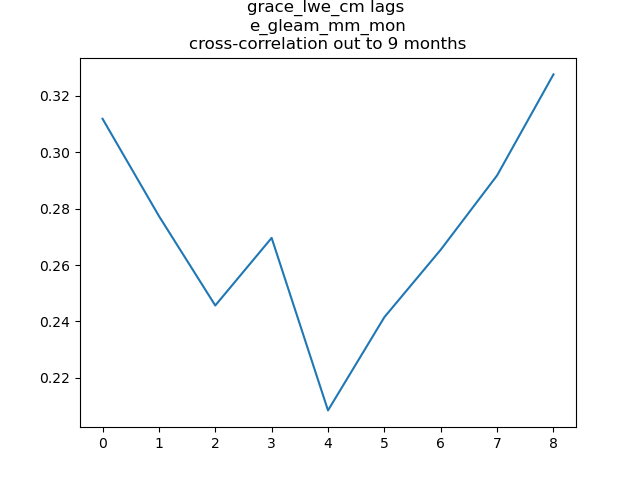 grace_lwe_cm lags
e_gleam_mm_mon
cross-correlation out to 9 months
0.32
0.30
0.28
0.26
0.24
0.22
0 1 2 3 4 5 6 7 8